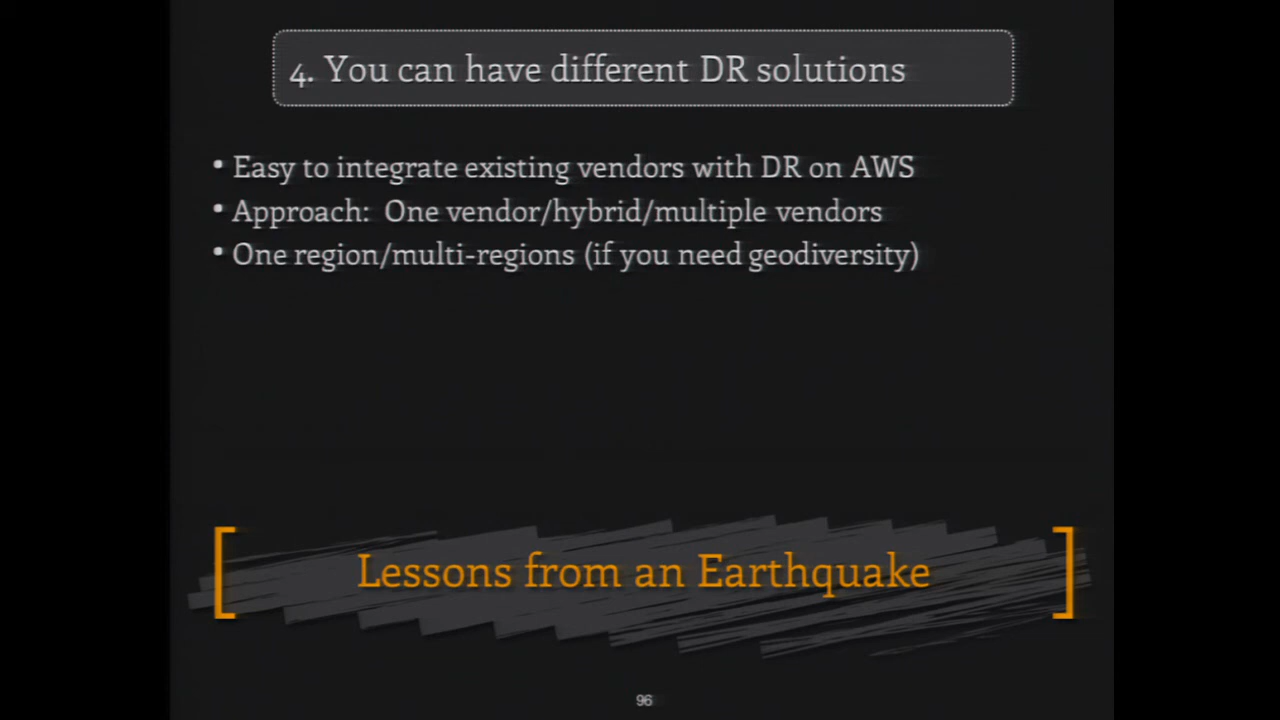 4. You can have different DR solutions
• Easy to integrate existing vendors with DR on AWS
• Approach:  One vendor/hybrid/multiple vendors
• One region/multi-regions (if you need geodiversity)
[ Lessons from an Earthquake ]
96